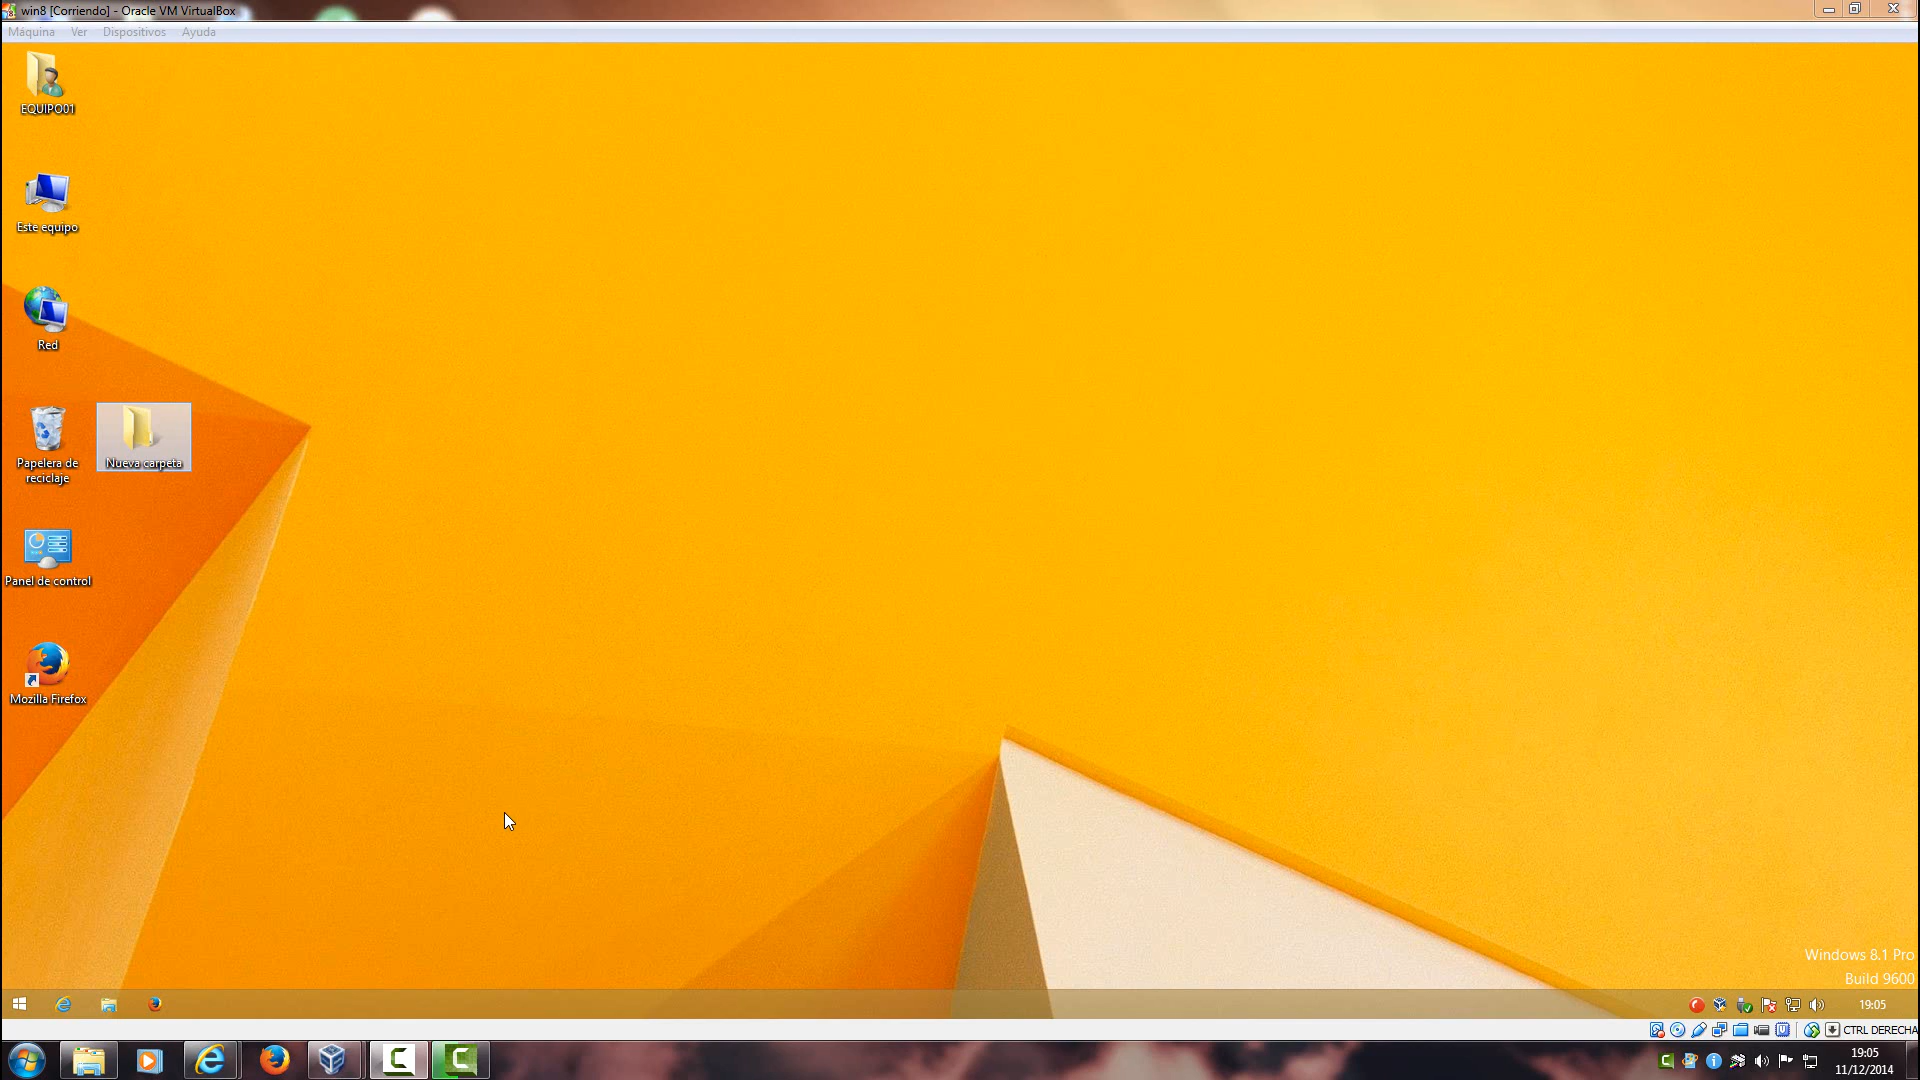 win8 [Corriendo] - Oracle VM VirtualBox
Máquina Ver Dispositivos Ayuda
EQUIPO01
Este equipo
Red
Papelera de
reciclaje
Nueva carpeta
Panel de control
Mozilla Firefox
Windows 8.1 Pro
Build 9600
19:05
CTRL DERECHA
19:05
11/12/2014